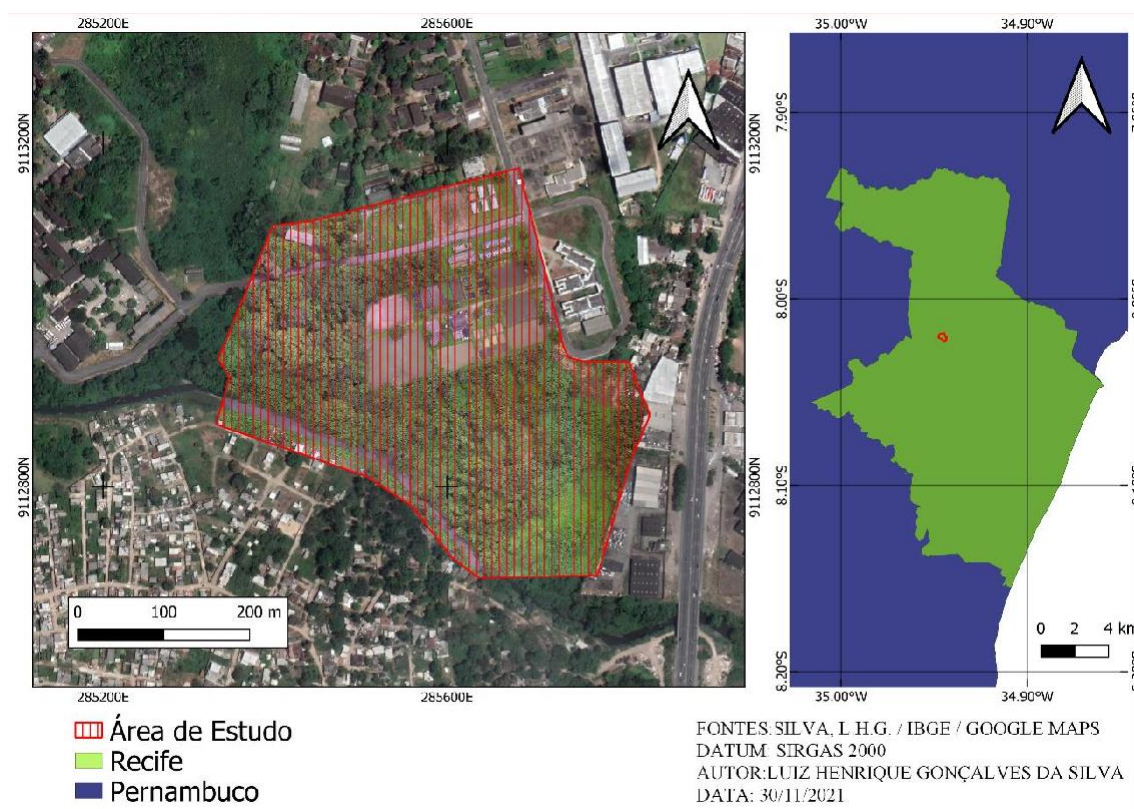 285200E
285600E
35.00°W
34.90°W
9113200N
9113200N
7.90°S
8.00°S
9112800N
9112800N
8.10°S
0 100 200 m
0 2 4 km
8.20°S
285200E
285600E
35.00°W
34.90°W
Área de Estudo
Recife
Pernambuco
FONTES: SILVA, L.H.G. / IBGE / GOOGLE MAPS
DATUM: SIRGAS 2000
AUTOR:LUIZ HENRIQUE GONÇALVES DA SILVA
DATA: 30/11/2021